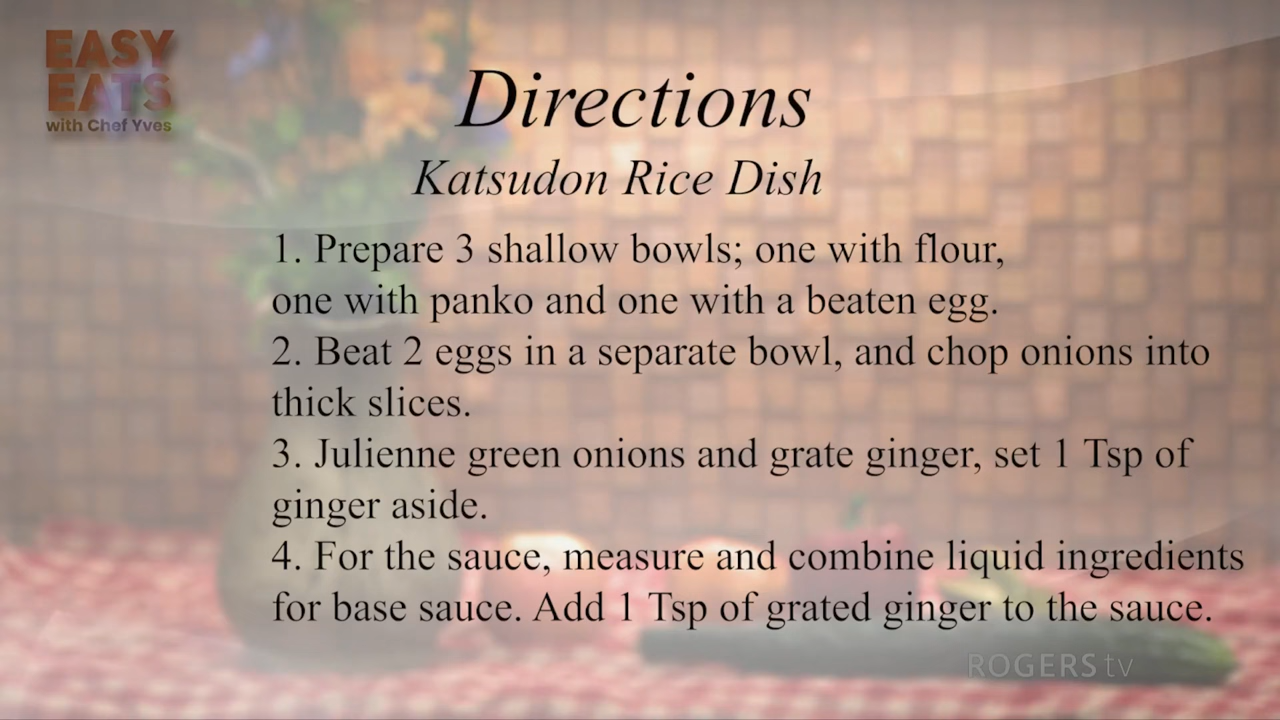 EASY
EATS
with Chef Yves
Directions
Katsudon Rice Dish
1. Prepare 3 shallow bowls; one with flour,
one with panko and one with a beaten egg.
2. Beat 2 eggs in a separate bowl, and chop onions into
thick slices.
3. Julienne green onions and grate ginger, set 1 Tsp of
ginger aside.
4. For the sauce, measure and combine liquid ingredients
for base sauce. Add 1 Tsp of grated ginger to the sauce.
ROGERS tv